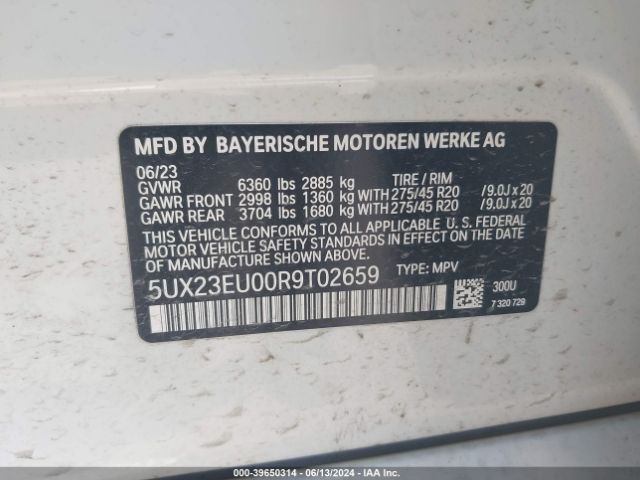 MFD BY BAYERISCHE MOTOREN WERKE AG
06/23
GVWR 6360 lbs 2885 kg TIRE / RIM
GAWR FRONT 2998 lbs 1360 kg WITH 275/45 R20 /9.0J x 20
GAWR REAR 3704 lbs 1680 kg WITH 275/45 R20 /9.0J x 20
THIS VEHICLE CONFORMS TO ALL APPLICABLE U. S. FEDERAL
MOTOR VEHICLE SAFETY STANDARDS IN EFFECT ON THE DATE
OF MANUFACTURE SHOWN ABOVE.
5UX23EU00R9T02659 TYPE: MPV
300U
7 320 729
000-39650314 - 06/13/2024 - IAA Inc.